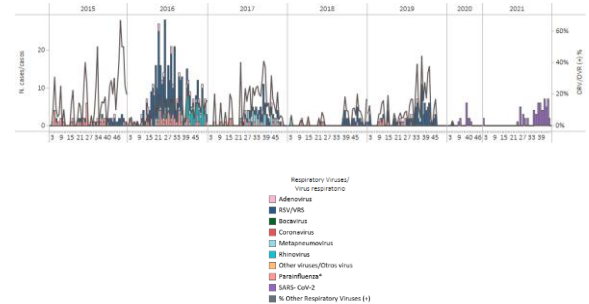 2015 2016 2017 2018 2019 2020 2021
N. cases/casos
20
10
0
60%
40%
20%
0%
ORV/OVR (+) %
3 9 15 21 27 34 40 46 3 9 15 21 27 33 39 45 3 9 15 21 27 33 39 45 3 9 15 21 27 33 39 45 3 9 15 21 27 33 39 45 3 9 40 46 3 9 15 21 27 33 39
Respiratory Viruses/
Virus respiratorio
Adenovirus
RSV/VRS
Bocavirus
Coronavirus
Metapneumovirus
Rhinovirus
Other viruses/Otros virus
Parainfluenza*
SARS- CoV-2
% Other Respiratory Viruses (+)